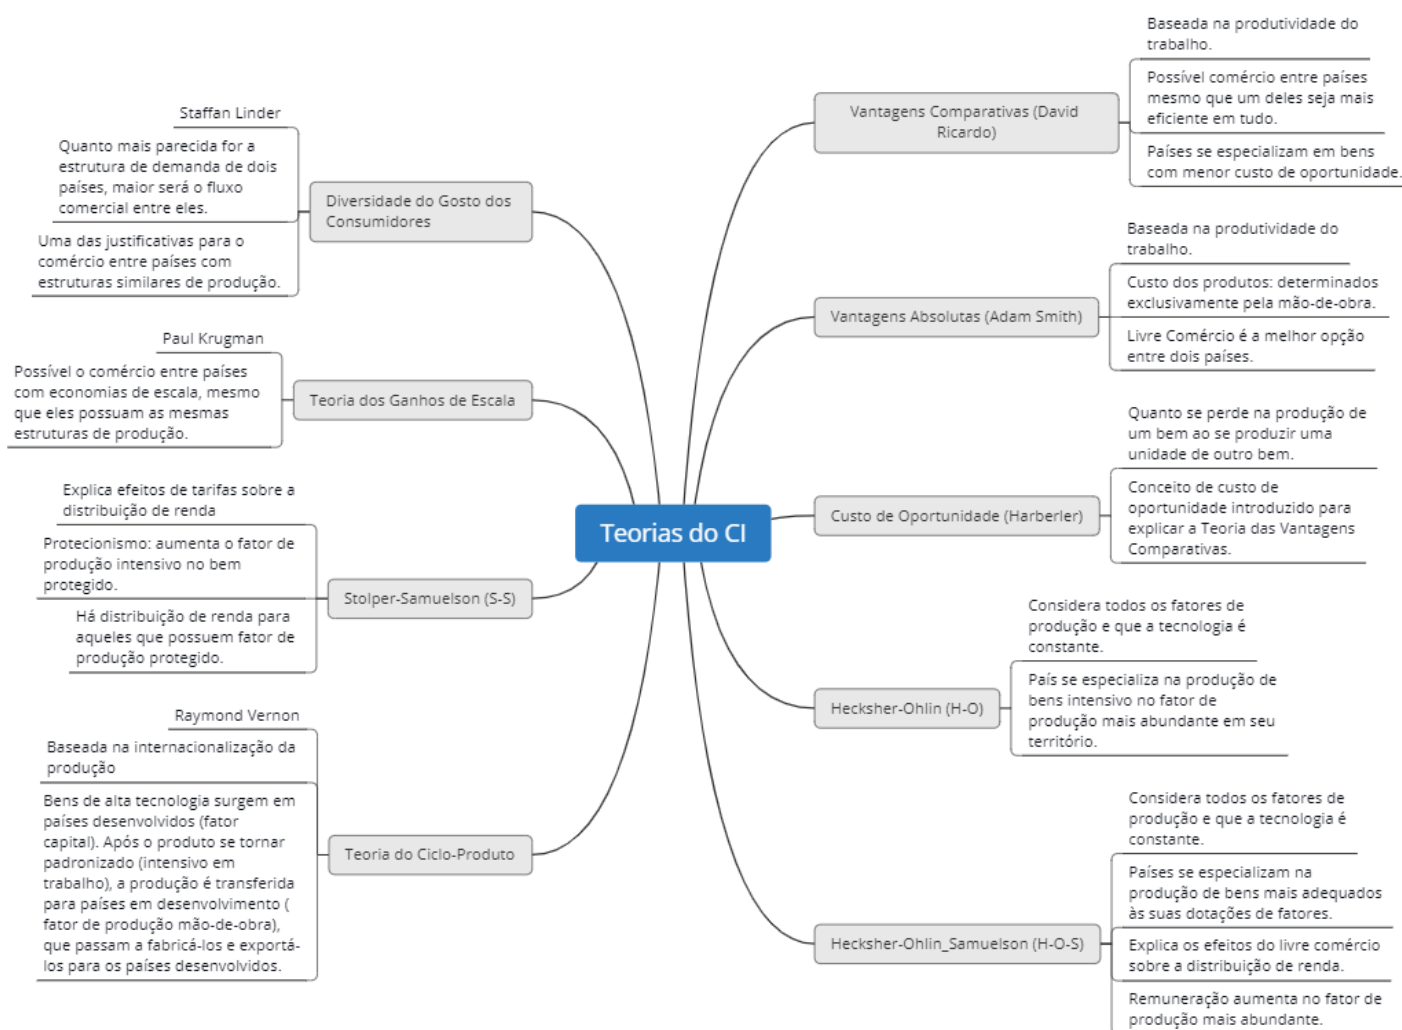 Teorias do CI
Vantagens Comparativas (David
Ricardo)
Baseada na produtividade do
trabalho.
Possível comércio entre países
mesmo que um deles seja mais
eficiente em tudo.
Países se especializam em bens
com menor custo de oportunidade.
Vantagens Absolutas (Adam Smith)
Baseada na produtividade do
trabalho.
Custo dos produtos: determinados
exclusivamente pela mão-de-obra.
Livre Comércio é a melhor opção
entre dois países.
Custo de Oportunidade (Harberler)
Quanto se perde na produção de
um bem ao se produzir uma
unidade de outro bem.
Conceito de custo de
oportunidade introduzido para
explicar a Teoria das Vantagens
Comparativas.
Hecksher-Ohlin (H-O)
Considera todos os fatores de
produção e que a tecnologia é
constante.
País se especializa na produção de
bens intensivo no fator de
produção mais abundante em seu
território.
Hecksher-Ohlin_Samuelson (H-O-S)
Considera todos os fatores de
produção e que a tecnologia é
constante.
Países se especializam na
produção de bens mais adequados
às suas dotações de fatores.
Explica os efeitos do livre comércio
sobre a distribuição de renda.
Remuneração aumenta no fator de
produção mais abundante.
Diversidade do Gosto dos
Consumidores
Staffan Linder
Quanto mais parecida for a
estrutura de demanda de dois
países, maior será o fluxo
comercial entre eles.
Uma das justificativas para o
comércio entre países com
estruturas similares de produção.
Teoria dos Ganhos de Escala
Paul Krugman
Possível o comércio entre países
com economias de escala, mesmo
que eles possuam as mesmas
estruturas de produção.
Stolper-Samuelson (S-S)
Explica efeitos de tarifas sobre a
distribuição de renda
Protecionismo: aumenta o fator de
produção intensivo no bem
protegido.
Há distribuição de renda para
aqueles que possuem fator de
produção protegido.
Teoria do Ciclo-Produto
Raymond Vernon
Baseada na internacionalização da
produção
Bens de alta tecnologia surgem em
países desenvolvidos (fator
capital). Após o produto se tornar
padronizado (intensivo em
trabalho), a produção é transferida
para países em desenvolvimento (
fator de produção mão-de-obra),
que passam a fabricá-los e exportá-
los para os países desenvolvidos.